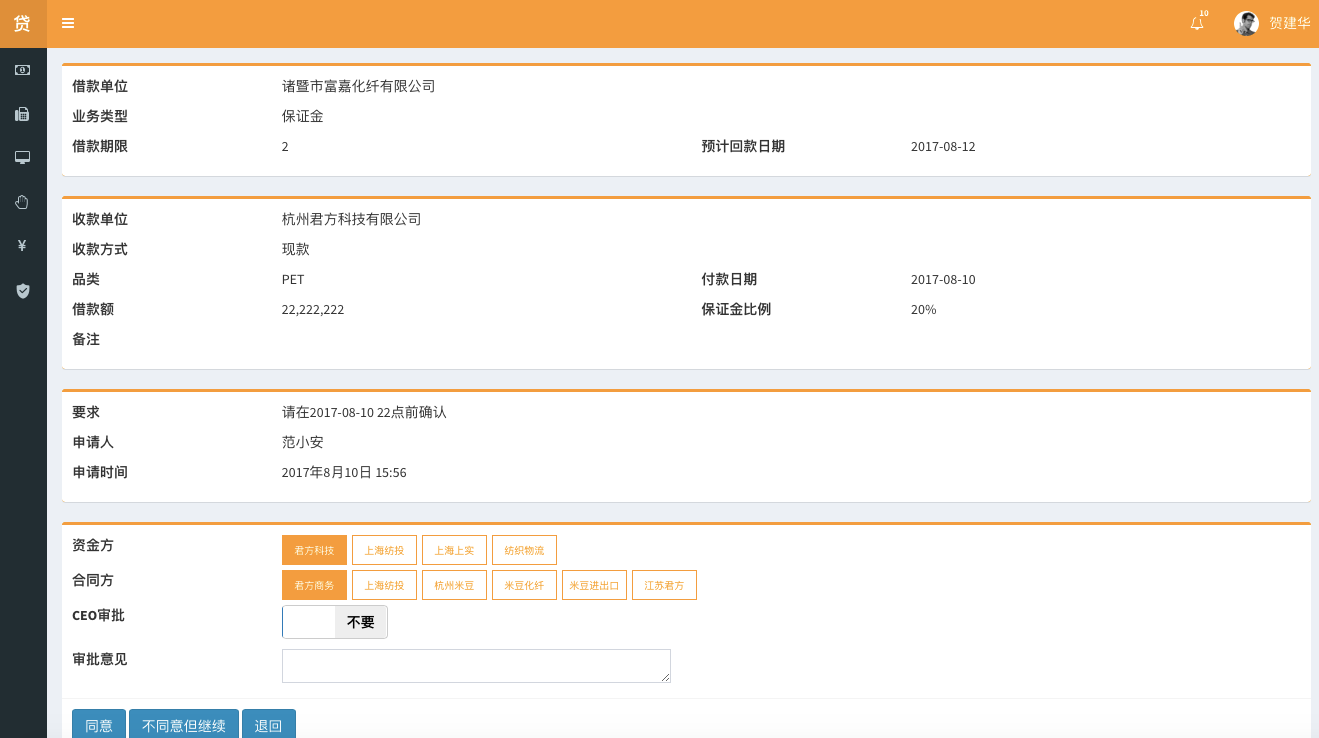 贷
10
贺建华
借款单位 诸暨市富嘉化纤有限公司
业务类型 保证金
借款期限 2 预计回款日期 2017-08-12
收款单位 杭州君方科技有限公司
收款方式 现款
品类 PET 付款日期 2017-08-10
借款额 22,222,222 保证金比例 20%
备注
要求 请在2017-08-10 22点前确认
申请人 范小安
申请时间 2017年8月10日 15:56
资金方 君方科技 上海纺投 上海上实 纺织物流
合同方 君方商务 上海纺投 杭州米豆 米豆化纤 米豆进出口 江苏君方
CEO审批 不要
审批意见
同意 不同意但继续 退回